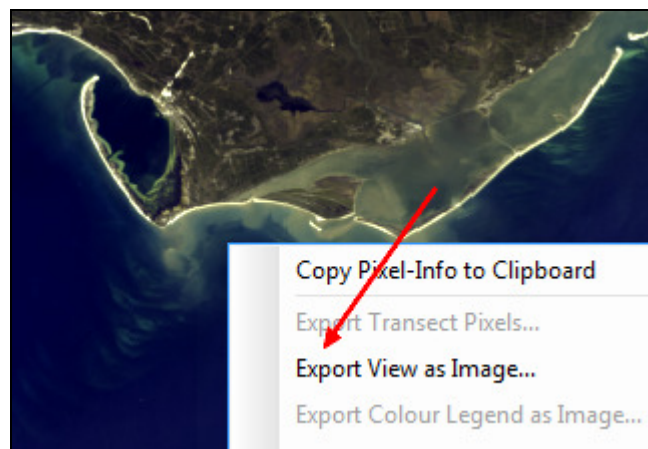 Copy Pixel-Info to Clipboard
Export Transect Pixels...
Export View as Image...
Export Colour Legend as Image...